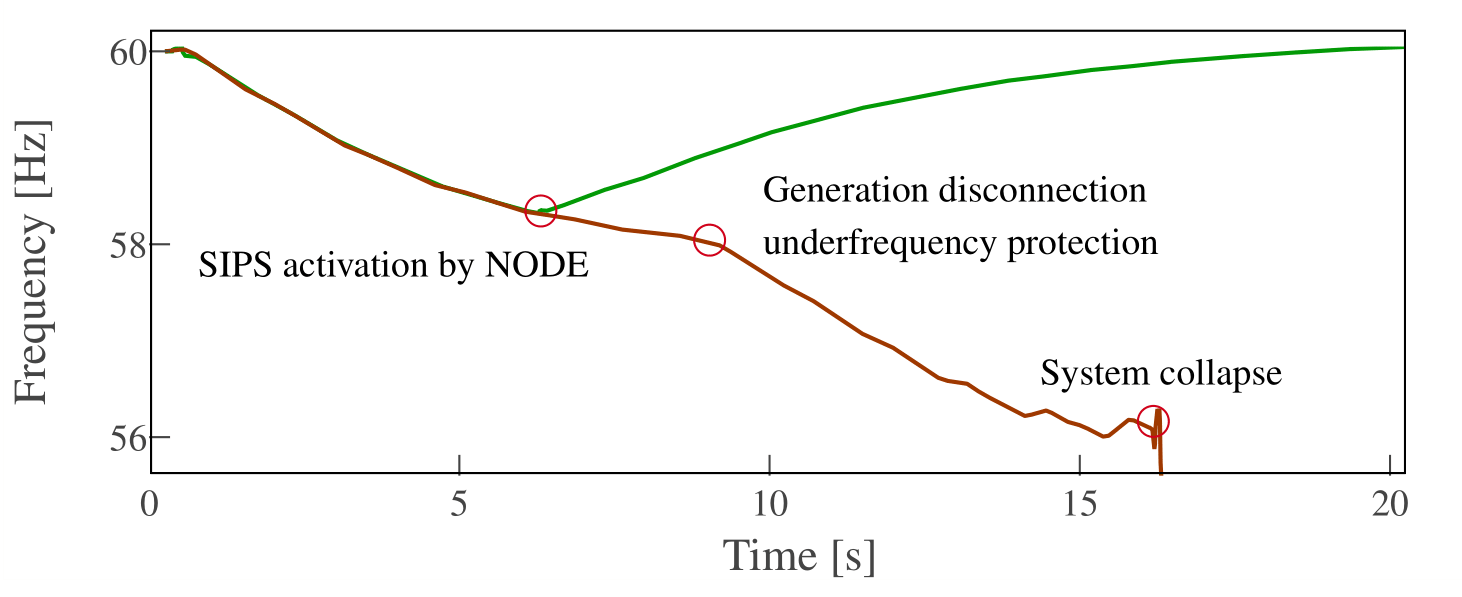 60
58
56
Frequency [Hz]
SIPS activation by NODE
Generation disconnection
underfrequency protection
System collapse
0 5 10 15 20
Time [s]